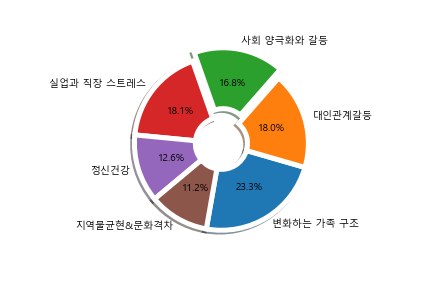 사회 양극화와 갈등
16.8%
실업과 직장 스트레스
18.1%
대인관계갈등
18.0%
정신건강
12.6%
11.2%
23.3%
지역물균현&문화격차
변화하는 가족 구조